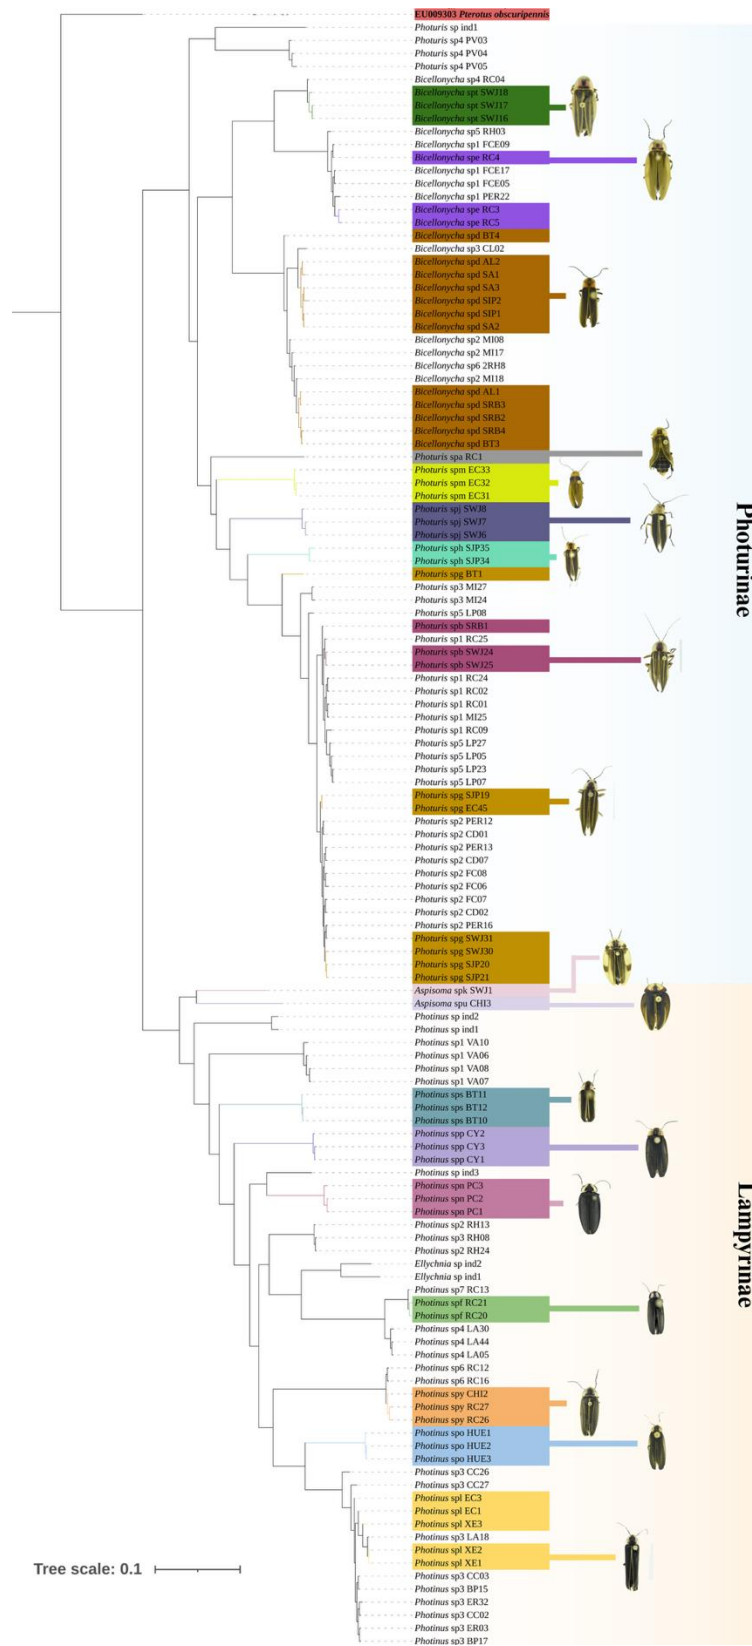 EU009303 Pterotus obscuripennis
Photuris sp ind1
Photuris sp4 PV03
Photuris sp4 PV04
Photuris sp4 PV05
Bicellonycha sp4 RC04
Bicellonycha spt SWJ18
Bicellonycha spt SWJ17
Bicellonycha spt SWJ16
Bicellonycha sp5 RH03
Bicellonycha sp1 FCE09
Bicellonycha spe RC4
Bicellonycha sp1 FCE17
Bicellonycha sp1 FCE05
Bicellonycha sp1 PER22
Bicellonycha spe RC3
Bicellonycha spe RC5
Bicellonycha spd BT4
Bicellonycha sp3 CL02
Bicellonycha spd AL2
Bicellonycha spd SA1
Bicellonycha spd SA3
Bicellonycha spd SIP2
Bicellonycha spd SIP1
Bicellonycha spd SA2
Bicellonycha sp2 MI08
Bicellonycha sp2 MI17
Bicellonycha sp6 2RH8
Bicellonycha sp2 MI18
Bicellonycha spd AL1
Bicellonycha spd SRB3
Bicellonycha spd SRB2
Bicellonycha spd SRB4
Bicellonycha spd BT3
Photuris spa RC1
Photuris spm EC33
Photuris spm EC32
Photuris spm EC31
Photuris spj SWJ8
Photuris spj SWJ7
Photuris spj SWJ6
Photuris sph SJP35
Photuris sph SJP34
Photuris spg BT1
Photuris sp3 MI27
Photuris sp3 MI24
Photuris sp5 LP08
Photuris spb SRB1
Photuris sp1 RC25
Photuris spb SWJ24
Photuris spb SWJ25
Photuris sp1 RC24
Photuris sp1 RC02
Photuris sp1 RC01
Photuris sp1 MI25
Photuris sp1 RC09
Photuris sp5 LP27
Photuris sp5 LP05
Photuris sp5 LP23
Photuris sp5 LP07
Photuris spg SJP19
Photuris spg EC45
Photuris sp2 PER12
Photuris sp2 CD01
Photuris sp2 PER13
Photuris sp2 CD07
Photuris sp2 FC08
Photuris sp2 FC06
Photuris sp2 FC07
Photuris sp2 CD02
Photuris sp2 PER16
Photuris spg SWJ31
Photuris spg SWJ30
Photuris spg SJP20
Photuris spg SJP21
Photurinae
Aspisoma spk SWJ1
Aspisoma spu CHI3
Photinus sp ind2
Photinus sp ind1
Photinus sp1 VA10
Photinus sp1 VA06
Photinus sp1 VA08
Photinus sp1 VA07
Photinus sps BT11
Photinus sps BT12
Photinus sps BT10
Photinus spp CY2
Photinus spp CY3
Photinus spp CY1
Photinus sp ind3
Photinus spn PC3
Photinus spn PC2
Photinus spn PC1
Photinus sp2 RH13
Photinus sp3 RH08
Photinus sp2 RH24
Ellychnia sp ind2
Ellychnia sp ind1
Photinus sp7 RC13
Photinus spf RC21
Photinus spf RC20
Photinus sp4 LA30
Photinus sp4 LA44
Photinus sp4 LA05
Photinus sp6 RC12
Photinus sp6 RC16
Photinus spy CHI2
Photinus spy RC27
Photinus spy RC26
Photinus spo HUE1
Photinus spo HUE2
Photinus spo HUE3
Photinus sp3 CC26
Photinus sp3 CC27
Photinus spl EC3
Photinus spl EC1
Photinus spl XE3
Photinus sp3 LA18
Photinus spl XE2
Photinus spl XE1
Photinus sp3 CC03
Photinus sp3 BP15
Photinus sp3 ER32
Photinus sp3 CC02
Photinus sp3 ER03
Photinus sp3 BP17
Lampyrinae
Tree scale: 0.1